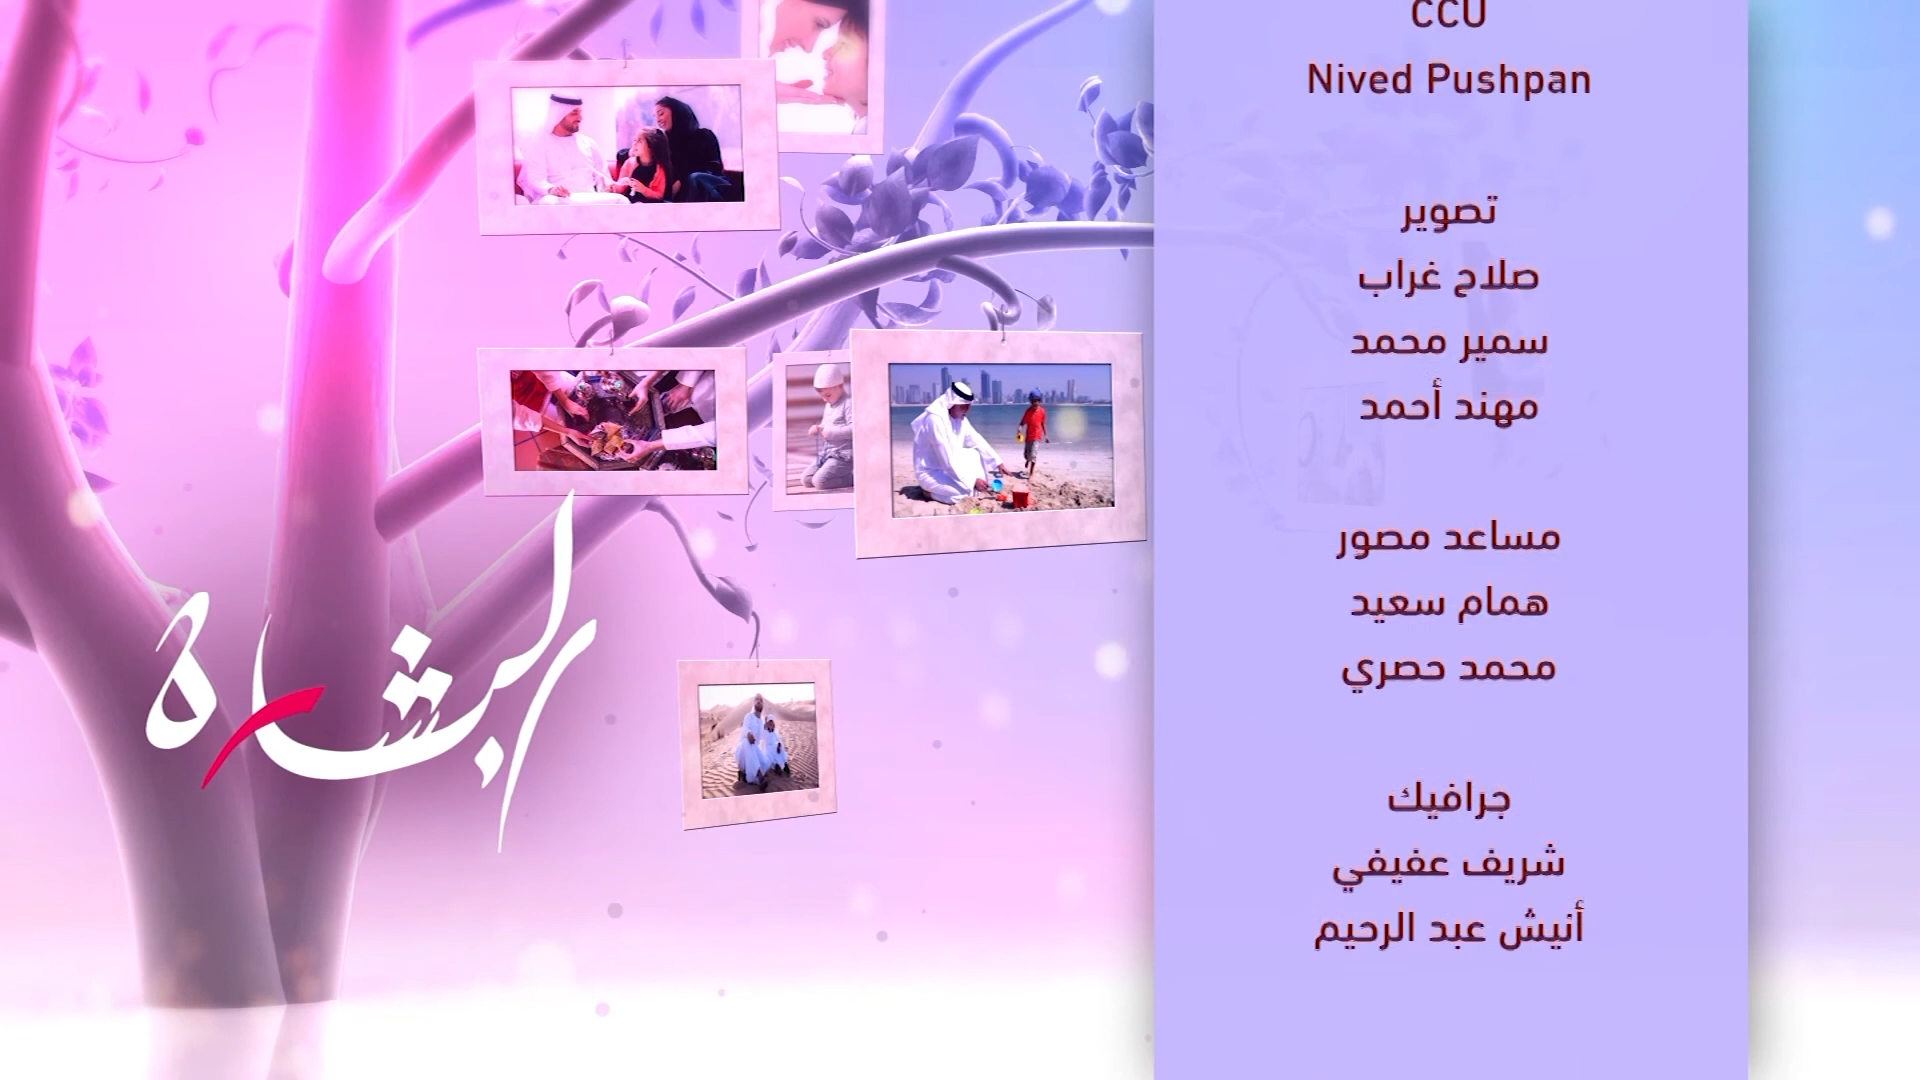 CCU
Nived Pushpan
تصوير
صلاح غراب
سمير محمد
مهند أحمد
مساعد مصور
همام سعيد
محمد حصري
جرافيك
شريف عفيفي
أنيش عبد الرحيم